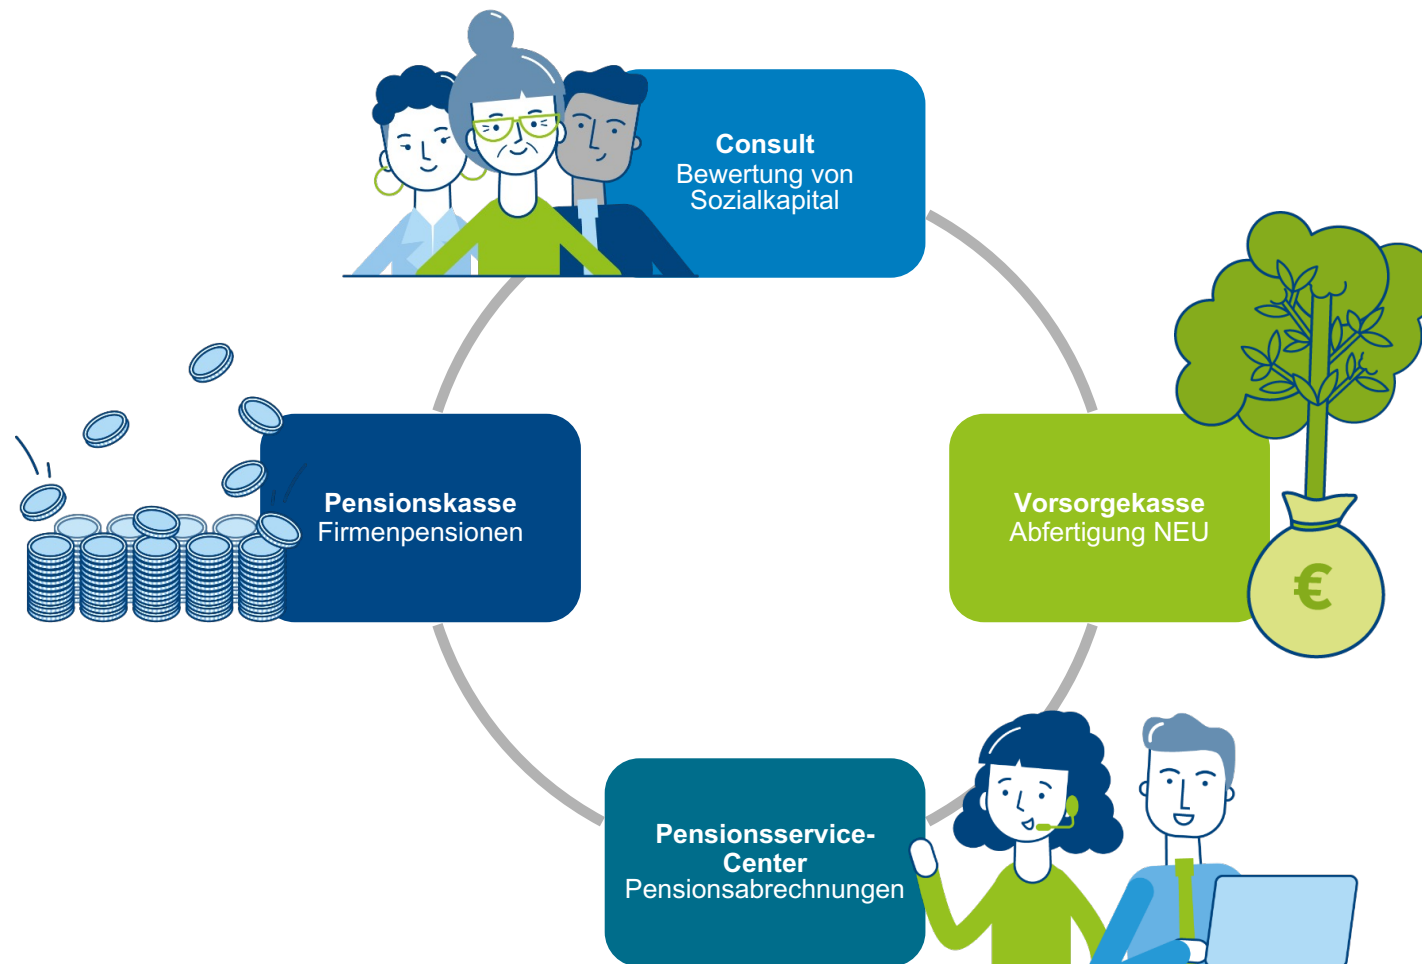 Consult
Bewertung von
Sozialkapital
Pensionskasse
Firmenpensionen
Vorsorgekasse
Abfertigung NEU
€
Pensionsservice-
Center
Pensionsabrechnungen